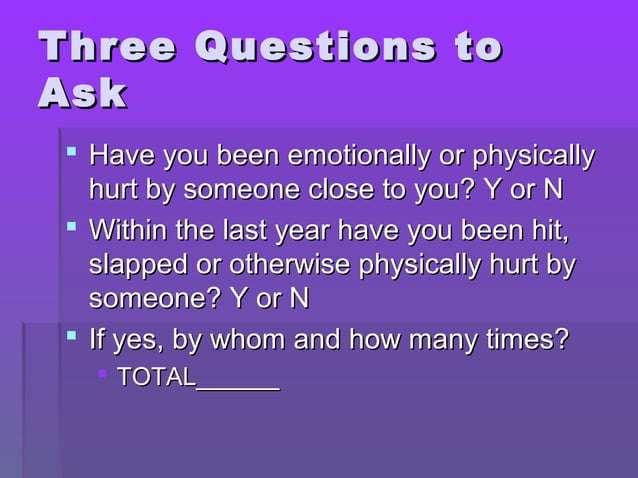 Three Questions to
Ask
Have you been emotionally or physically
hurt by someone close to you? Y or N
Within the last year have you been hit,
slapped or otherwise physically hurt by
someone? Y or N
If yes, by whom and how many times?
TOTAL______